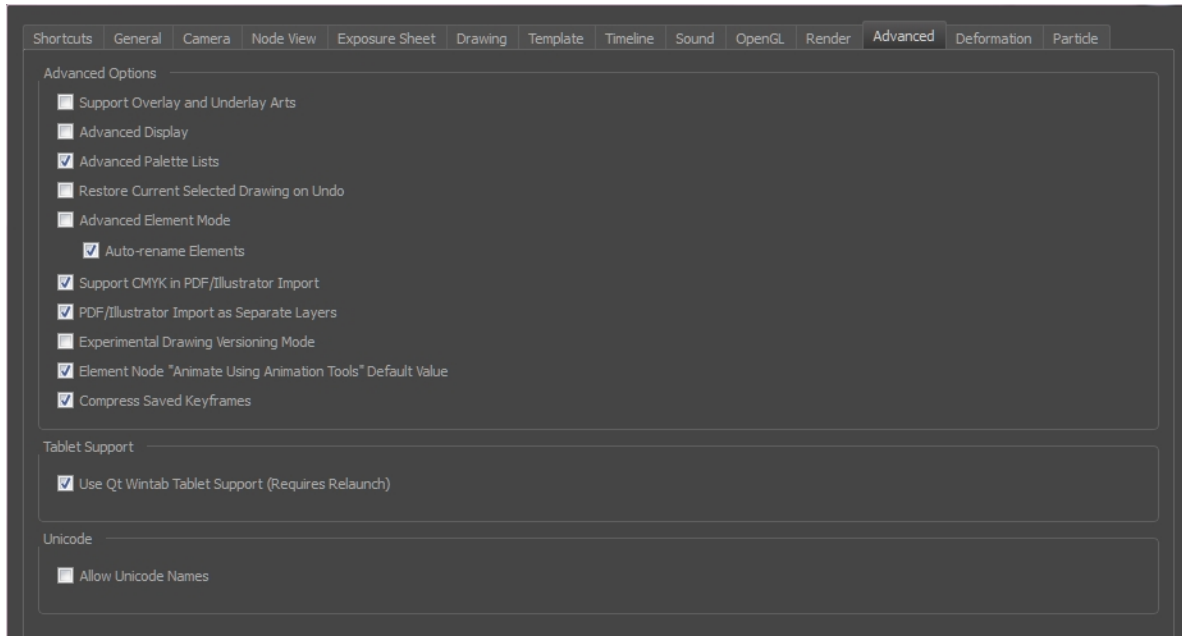 Shortcuts General Camera Node View Exposure Sheet Drawing Template Timeline Sound OpenGL Render Advanced Deformation Particle
Advanced Options
Support Overlay and Underlay Arts
Advanced Display
Advanced Palette Lists
Restore Current Selected Drawing on Undo
Advanced Element Mode
Auto-rename Elements
Support CMYK in PDF/Illustrator Import
PDF/Illustrator Import as Separate Layers
Experimental Drawing Versioning Mode
Element Node "Animate Using Animation Tools" Default Value
Compress Saved Keyframes
Tablet Support
Use Qt Wintab Tablet Support (Requires Relaunch)
Unicode
Allow Unicode Names